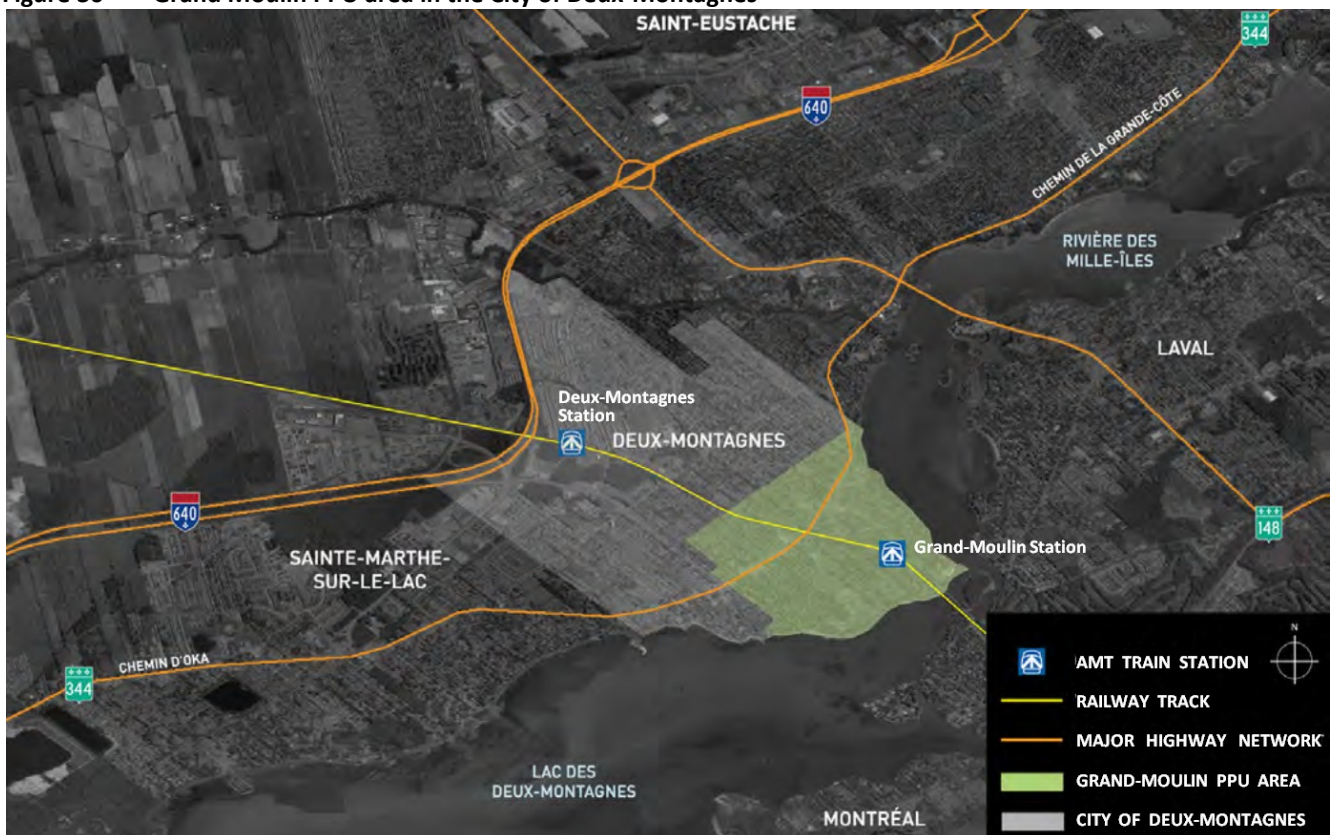 SAINT-EUSTACHE
344
640
CHEMIN DE LA GRANDE-CÔTE
RIVIÈRE DES
MILLE-ÎLES
LAVAL
Deux-Montagnes
Station
DEUX-MONTAGNES
640
148
Grand-Moulin Station
SAINTE-MARTHE-
SUR-LE-LAC
CHEMIN D'OKA
344
LAC DES
DEUX-MONTAGNES
MONTRÉAL
N
AMT TRAIN STATION
RAILWAY TRACK
MAJOR HIGHWAY NETWORK
GRAND-MOULIN PPU AREA
CITY OF DEUX-MONTAGNES